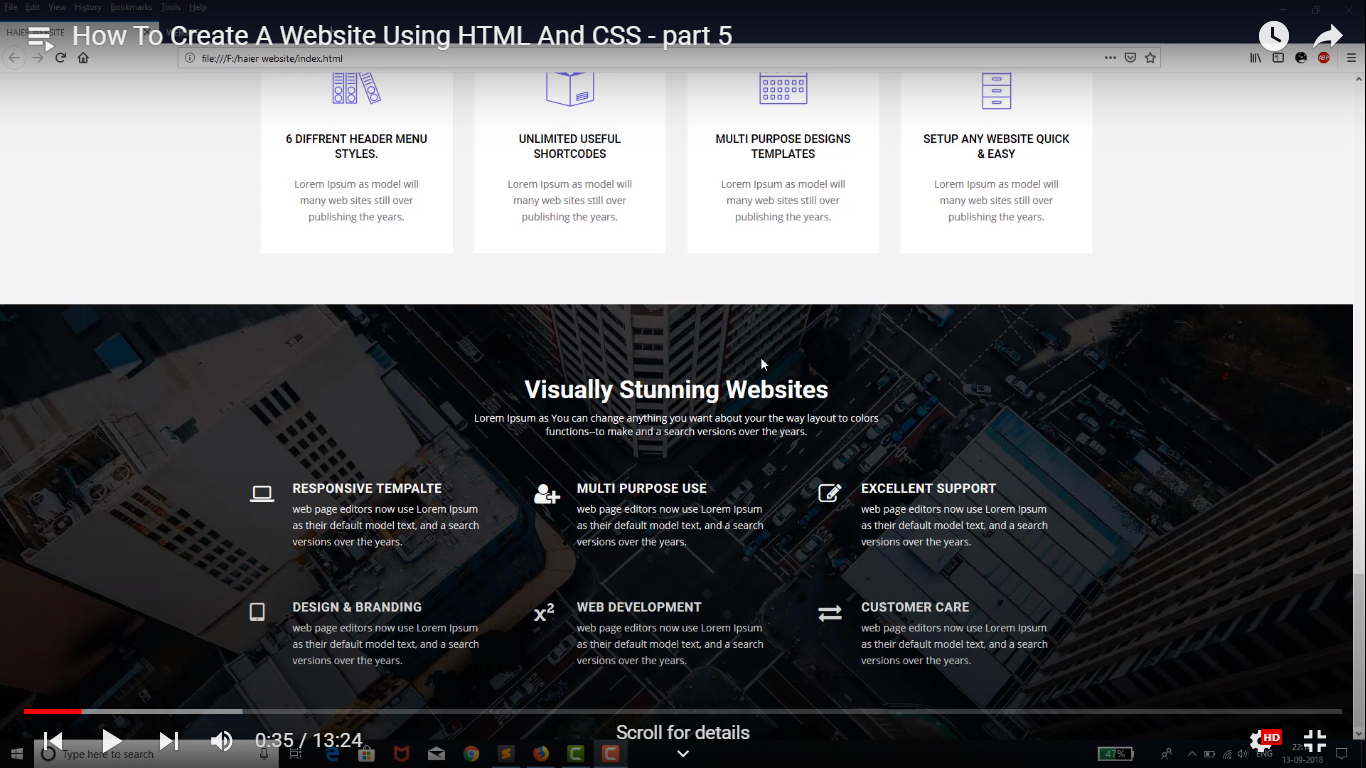 File Edit View History Bookmarks Tools Help
HAIER WEBSITE
How To Create A Website Using HTML And CSS - part 5
file:///F:/haier website/index.html
ABP
6 DIFFRENT HEADER MENU
STYLES.
Lorem Ipsum as model will
many web sites still over
publishing the years.
UNLIMITED USEFUL
SHORTCODES
Lorem Ipsum as model will
many web sites still over
publishing the years.
MULTI PURPOSE DESIGNS
TEMPLATES
Lorem Ipsum as model will
many web sites still over
publishing the years.
SETUP ANY WEBSITE QUICK
& EASY
Lorem Ipsum as model will
many web sites still over
publishing the years.
Visually Stunning Websites
Lorem Ipsum as You can change anything you want about your the way layout to colors
functions–to make and a search versions over the years.
RESPONSIVE TEMPALTE
web page editors now use Lorem Ipsum
as their default model text, and a search
versions over the years.
MULTI PURPOSE USE
web page editors now use Lorem Ipsum
as their default model text, and a search
versions over the years.
EXCELLENT SUPPORT
web page editors now use Lorem Ipsum
as their default model text, and a search
versions over the years.
DESIGN & BRANDING
web page editors now use Lorem Ipsum
as their default model text, and a search
versions over the years.
x²
WEB DEVELOPMENT
web page editors now use Lorem Ipsum
as their default model text, and a search
versions over the years.
CUSTOMER CARE
web page editors now use Lorem Ipsum
as their default model text, and a search
versions over the years.
Scroll for details
0:35 / 13:24
HD
Type here to search
47%
ENG
13-09-2018